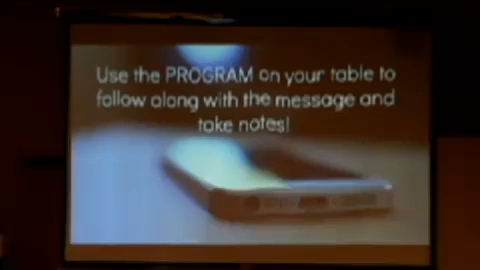 Use the PROGRAM on your table to
follow along with the message and
take notes!